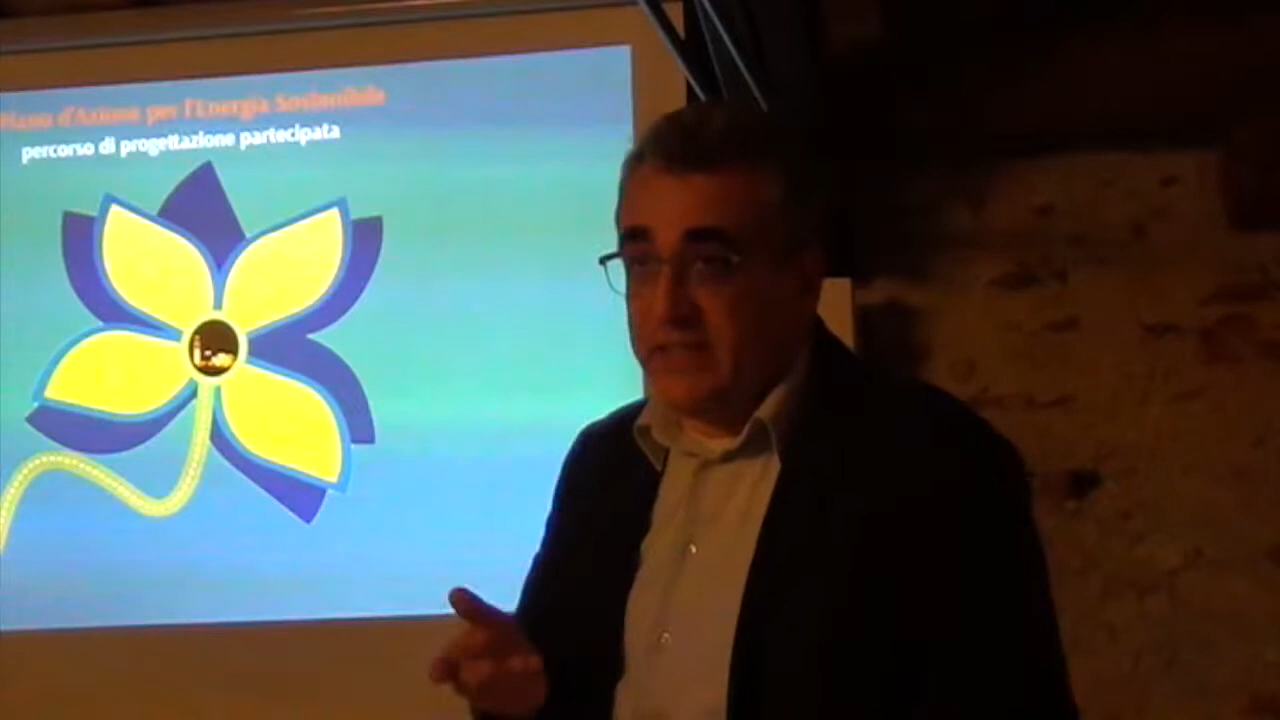 Piano d'Azione per l'Energia Sostenibile
percorso di progettazione partecipata